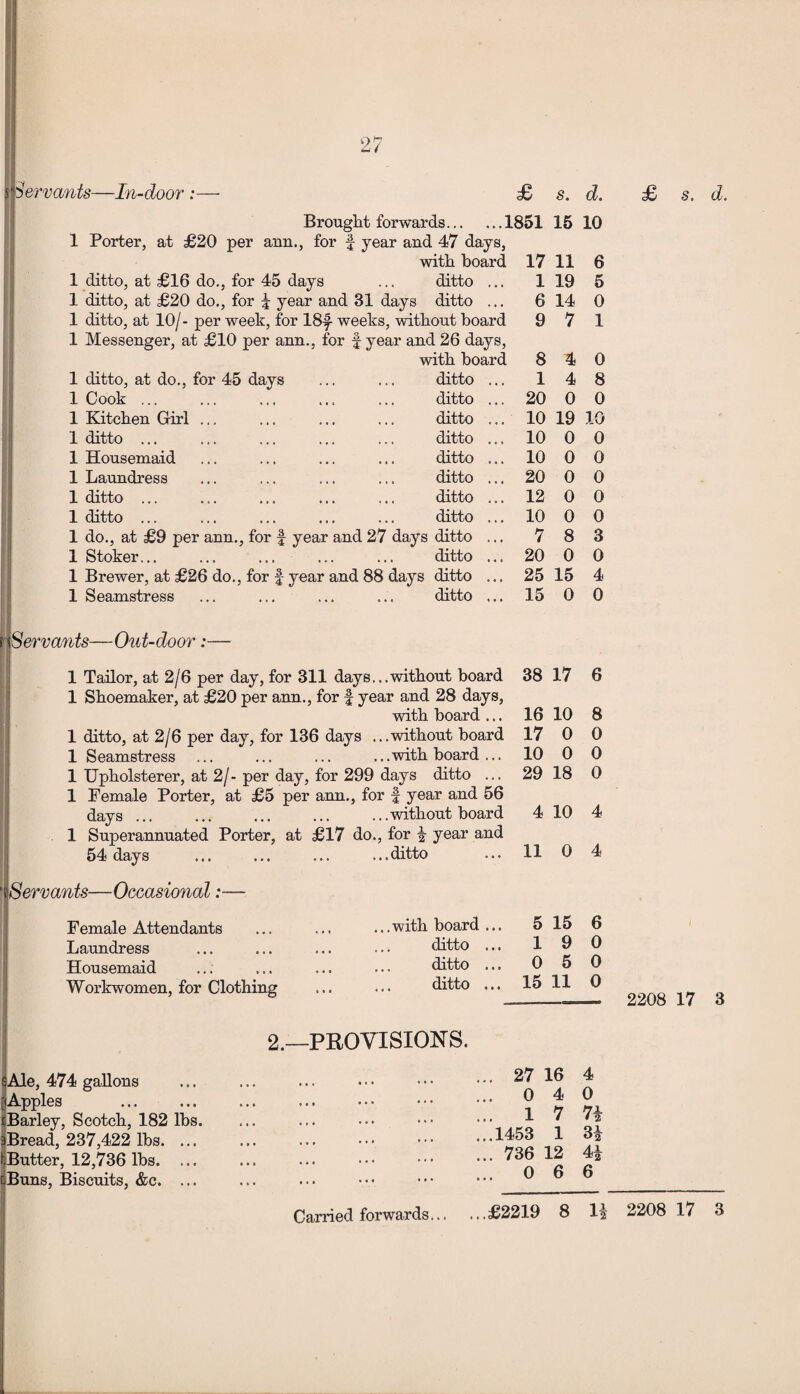 27
Servants—In-door :— £ s. d. £ s. d.
Brought forwards... ...1851 15 10
1 Porter, at £20 per ann., for ¾ year and 47 days,
with board 17 11 6
1 ditto, at £16 do., for 45 days ... ditto ... 1 19 5
1 ditto, at £20 do., for ¼ year and 31 days ditto ... 6 14 0
1 ditto, at 10/- per week, for 18 5/7 weeks, without board 9 7 1
1 Messenger, at £10 per ann., for ¾ year and 26 days,
with board 8 4 0
1 ditto, at do., for 45 days ... ... ditto ... 1 4 8
1 Cook ... ... ... ... ... ditto ... 20 0 0
1 Kitchen Girl ... ... ... ... ditto ... 10 19 10
1 ditto ... ... ... ... ... ditto ... 10 0 0
1 Housemaid ... ... ... ... ditto ... 10 0 0
1 Laundress ... ... ... ... ditto ... 20 0 0
1 ditto ... ... ... ... ... ditto ... 12 0 0
1 ditto ... ... ... ... ... ditto ... 10 0 0
1 do., at £9 per ann., for ¾ year and 27 days ditto ... 7 8 3
1 Stoker... ... ... ... ... ditto ... 20 0 0
1 Brewer, at £26 do., for ¾ year and 88 days ditto ... 25 15 4
1 Seamstress ... ... ... ... ditto ... 15 0 0
Servants—Out-door :—
1 Tailor, at 2/6 per day, for 311 days...without board 38 17 6
1 Shoemaker, at £20 per ann., for ¾ year and 28 days,
with board ... 16 10 8
1 ditto, at 2/6 per day, for 136 days ...without board 17 0 0
1 Seamstress ... ... ... ...with board ... 10 0 0
1 Upholsterer, at 2/- per day, for 299 days ditto ... 29 18 0
1 Female Porter, at £5 per ann., for ¾ year and 56
days ... ... ... ... ...without board 4 10 4
1 Superannuated Porter, at £17 do., for ½ year and
54 days ... ... ... ...ditto ... 11 0 4
Servants—Occasional :—
Female Attendants ... ... ...with board ... 5 15 6
Laundress ... ... ... ... ditto ... 1 9 0
Housemaid ... ... ... ... ditto ... 0 5 0
Workwomen, for Clothing ... ... ditto ... 15 11 0
2208 17 3
2.—PROVISIONS.
Ale, 474 gallons ... ... ... ... ... ... 27 16 4
Apples ... ... ... ... ... ... ... 0 4 0
Barley, Scotch, 182 lbs. ... ... ... ... ... 1 7 7½
Bread, 237,422 lbs. ... ... ... ... ... ...1453 1 3½
Butter, 12,736 lbs. ... ... ... ... ... ... 736 12 4½
Buns, Biscuits, &c. ... ... ... ... ... ... 0 6 6
Carried forwards... ...£2219 8 1½ 2208 17 3